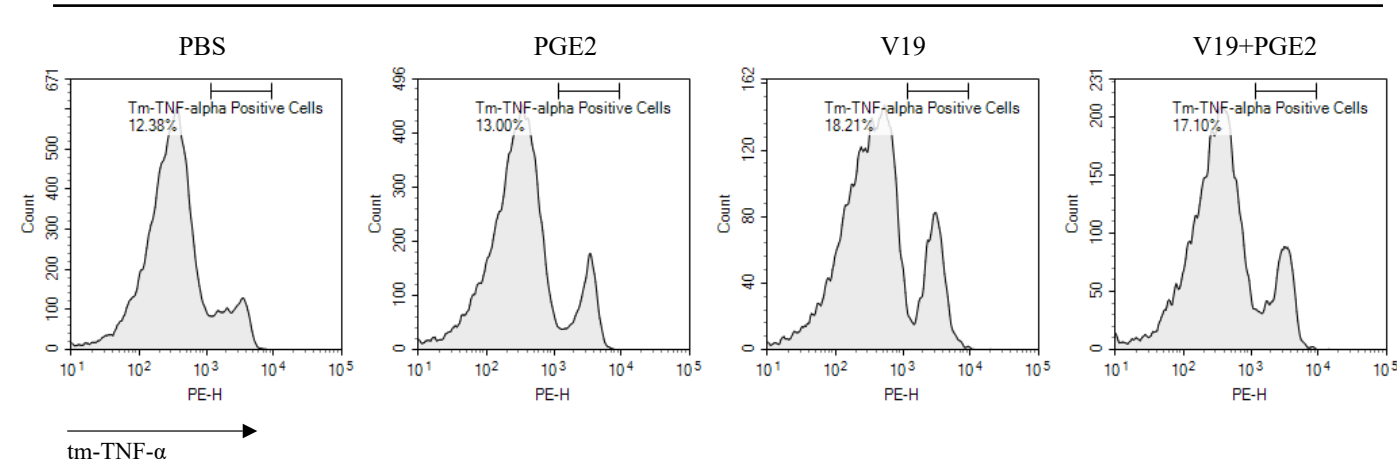 PBS
PGE2
V19
V19+PGE2
671
500
400
300
200
100
0
Count
Tm-TNF-alpha Positive Cells
12.38%
10^1 10^2 10^3 10^4 10^5
PE-H
496
400
300
200
100
0
Count
Tm-TNF-alpha Positive Cells
13.00%
10^1 10^2 10^3 10^4 10^5
PE-H
162
120
80
40
0
Count
Tm-TNF-alpha Positive Cells
18.21%
10^1 10^2 10^3 10^4 10^5
PE-H
231
200
150
100
50
0
Count
Tm-TNF-alpha Positive Cells
17.10%
10^1 10^2 10^3 10^4 10^5
PE-H
tm-TNF-α